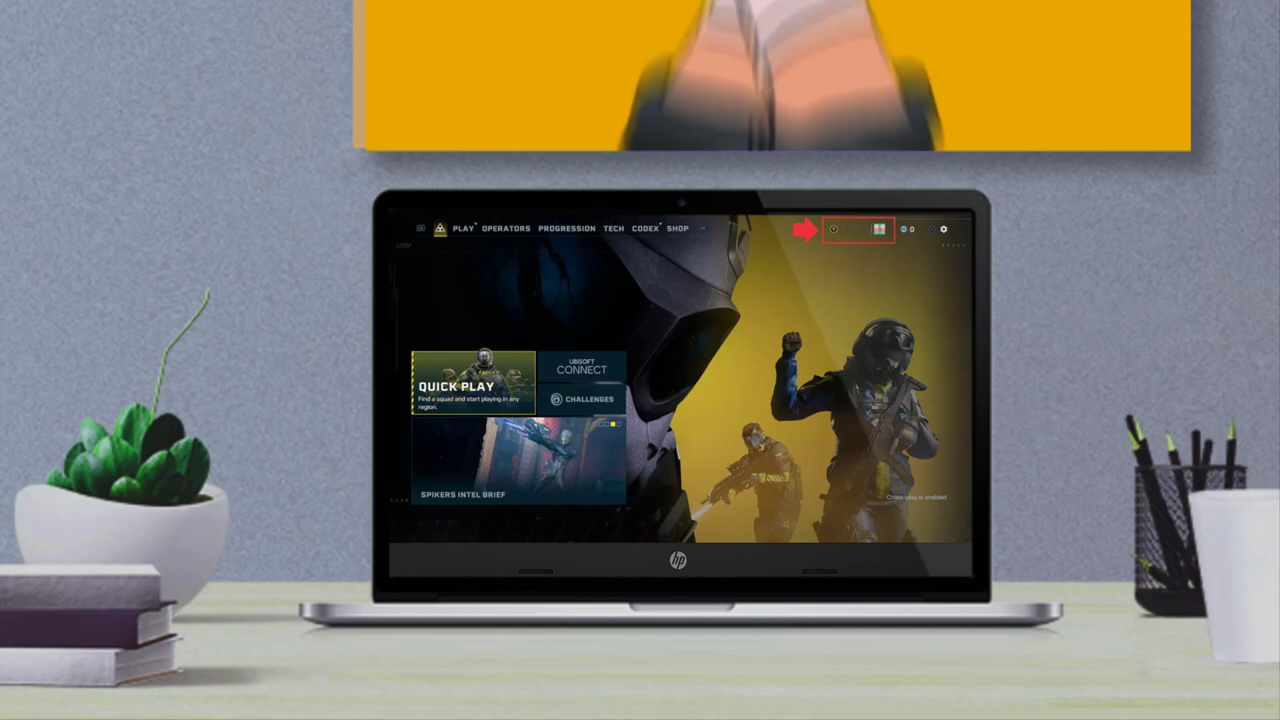 PLAY OPERATORS PROGRESSION TECH CODEX SHOP
0
QUICK PLAY
Find a squad and start playing in any
region.
UBISOFT
CONNECT
CHALLENGES
SPIKERS INTEL BRIEF
Cross-play is enabled
hp